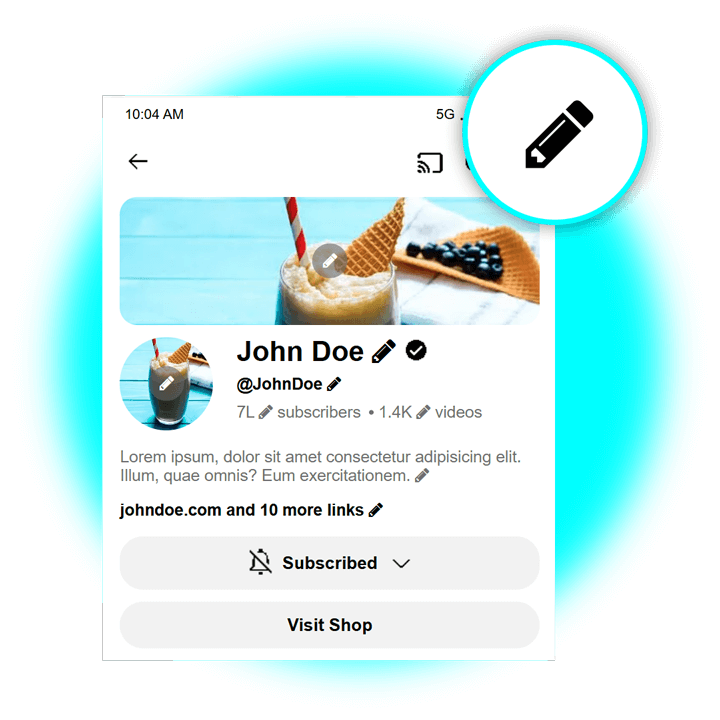 10:04 AM 5G
John Doe
@JohnDoe
7L subscribers • 1.4K videos
Lorem ipsum, dolor sit amet consectetur adipisicing elit.
Illum, quae omnis? Eum exercitationem.
johndoe.com and 10 more links
Subscribed
Visit Shop